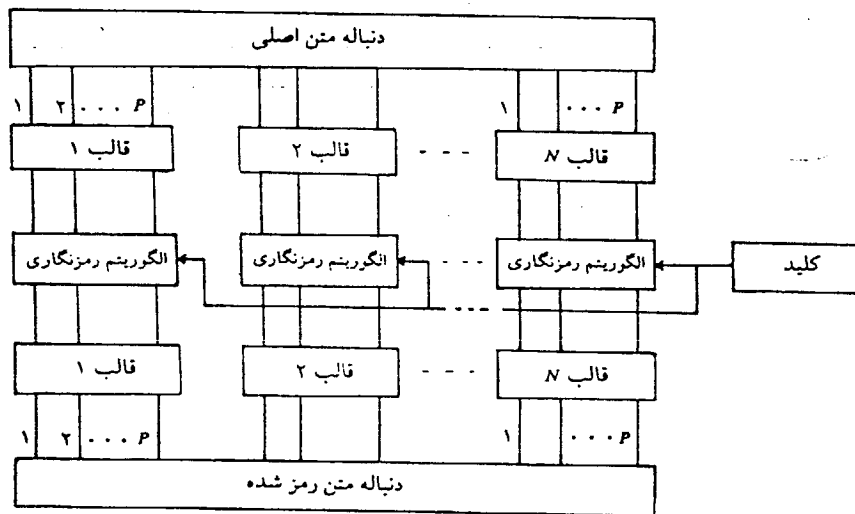 دنباله متن اصلی
۱ ۲ ... P ۱ ... P
قالب ۱ قالب ۲ - - - قالب N
الگوریتم رمزنگاری الگوریتم رمزنگاری - - - الگوریتم رمزنگاری کلید
قالب ۱ قالب ۲ - - - قالب N
۱ ۲ ... P ۱ ... P
دنباله متن رمز شده